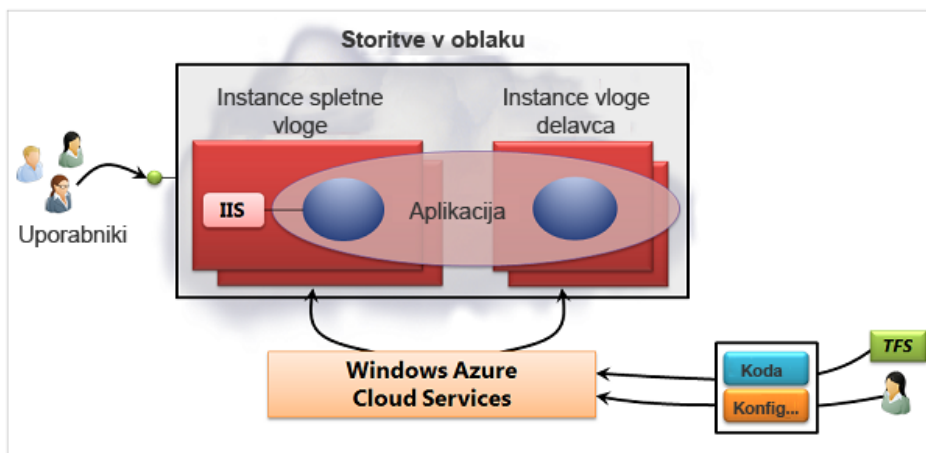 Storitve v oblaku
Instance spletne
vloge
Instance vloge
delavca
IIS
Aplikacija
Uporabniki
Windows Azure
Cloud Services
TFS
Koda
Konfig...